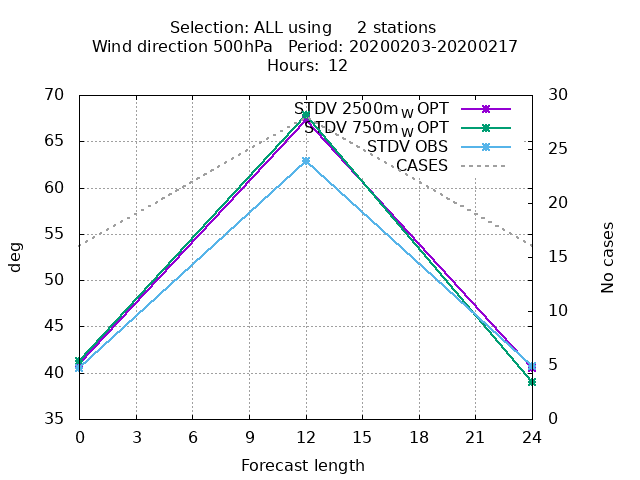 Selection: ALL using     2 stations
Wind direction 500hPa   Period: 20200203-20200217
Hours: 12
70
65
60
55
50
45
40
35
30
25
20
15
10
5
0
deg
No cases
STDV 2500m_W OPT
STDV 750m_W OPT
STDV OBS
CASES
0 3 6 9 12 15 18 21 24
Forecast length